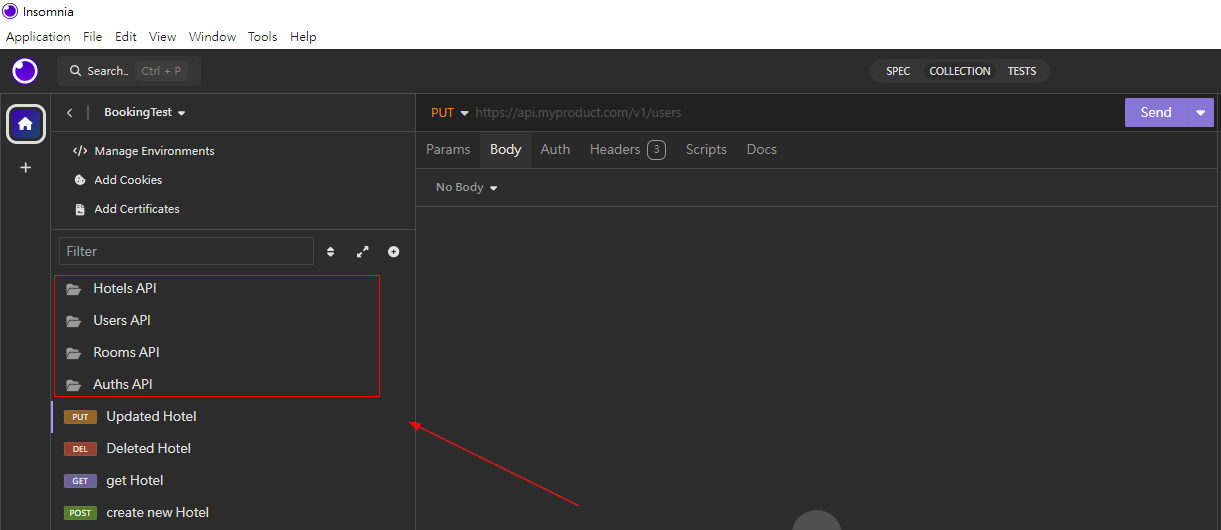 Insomnia
Application File Edit View Window Tools Help
Search.. Ctrl + P SPEC COLLECTION TESTS
BookingTest PUT https://api.myproduct.com/v1/users Send
Manage Environments
Params Body Auth Headers 3 Scripts Docs
Add Cookies
No Body
Add Certificates
Filter
Hotels API
Users API
Rooms API
Auths API
PUT Updated Hotel
DEL Deleted Hotel
GET get Hotel
POST create new Hotel